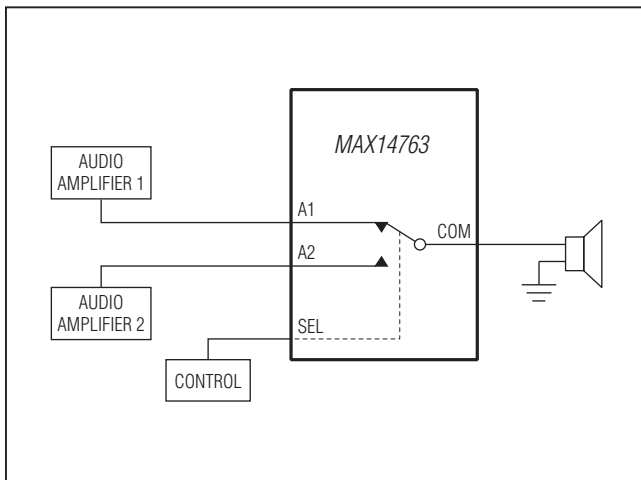 MAX14763
AUDIO
AMPLIFIER 1
A1
COM
A2
AUDIO
AMPLIFIER 2
SEL
CONTROL